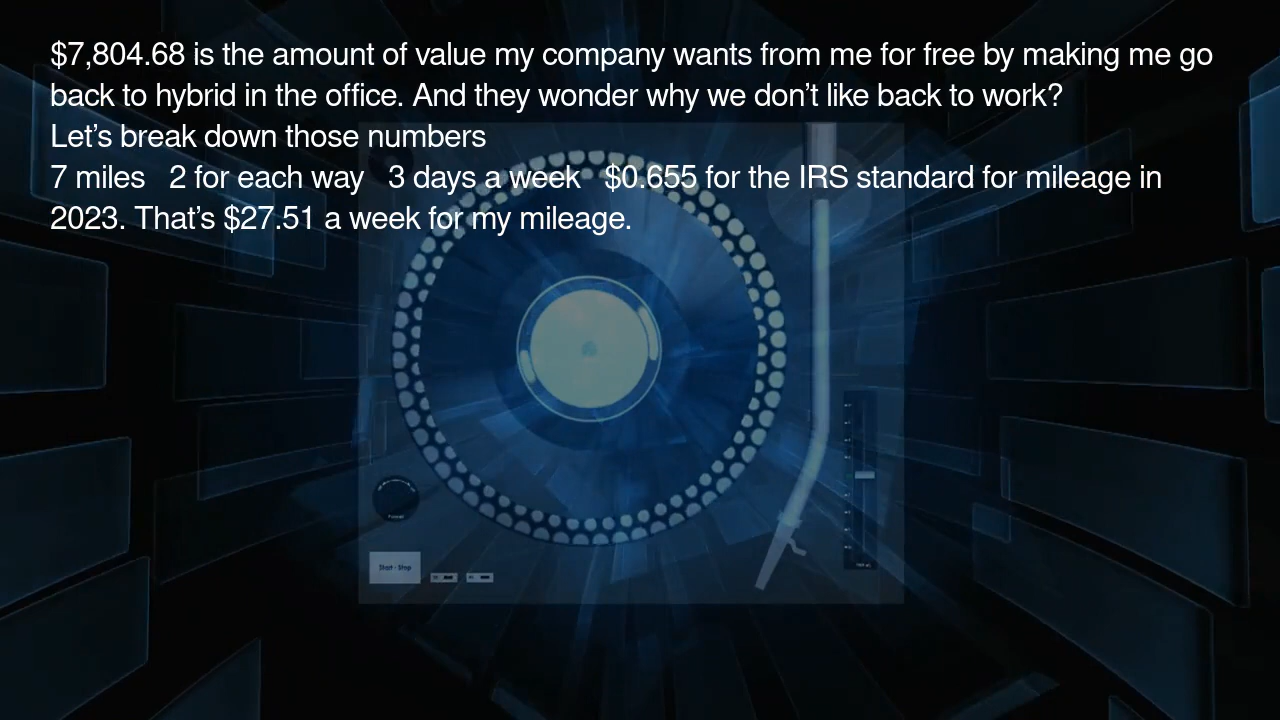 $7,804.68 is the amount of value my company wants from me for free by making me go
back to hybrid in the office. And they wonder why we don’t like back to work?
Let’s break down those numbers
7 miles   2 for each way   3 days a week   $0.655 for the IRS standard for mileage in
2023. That’s $27.51 a week for my mileage.
Start - Stop